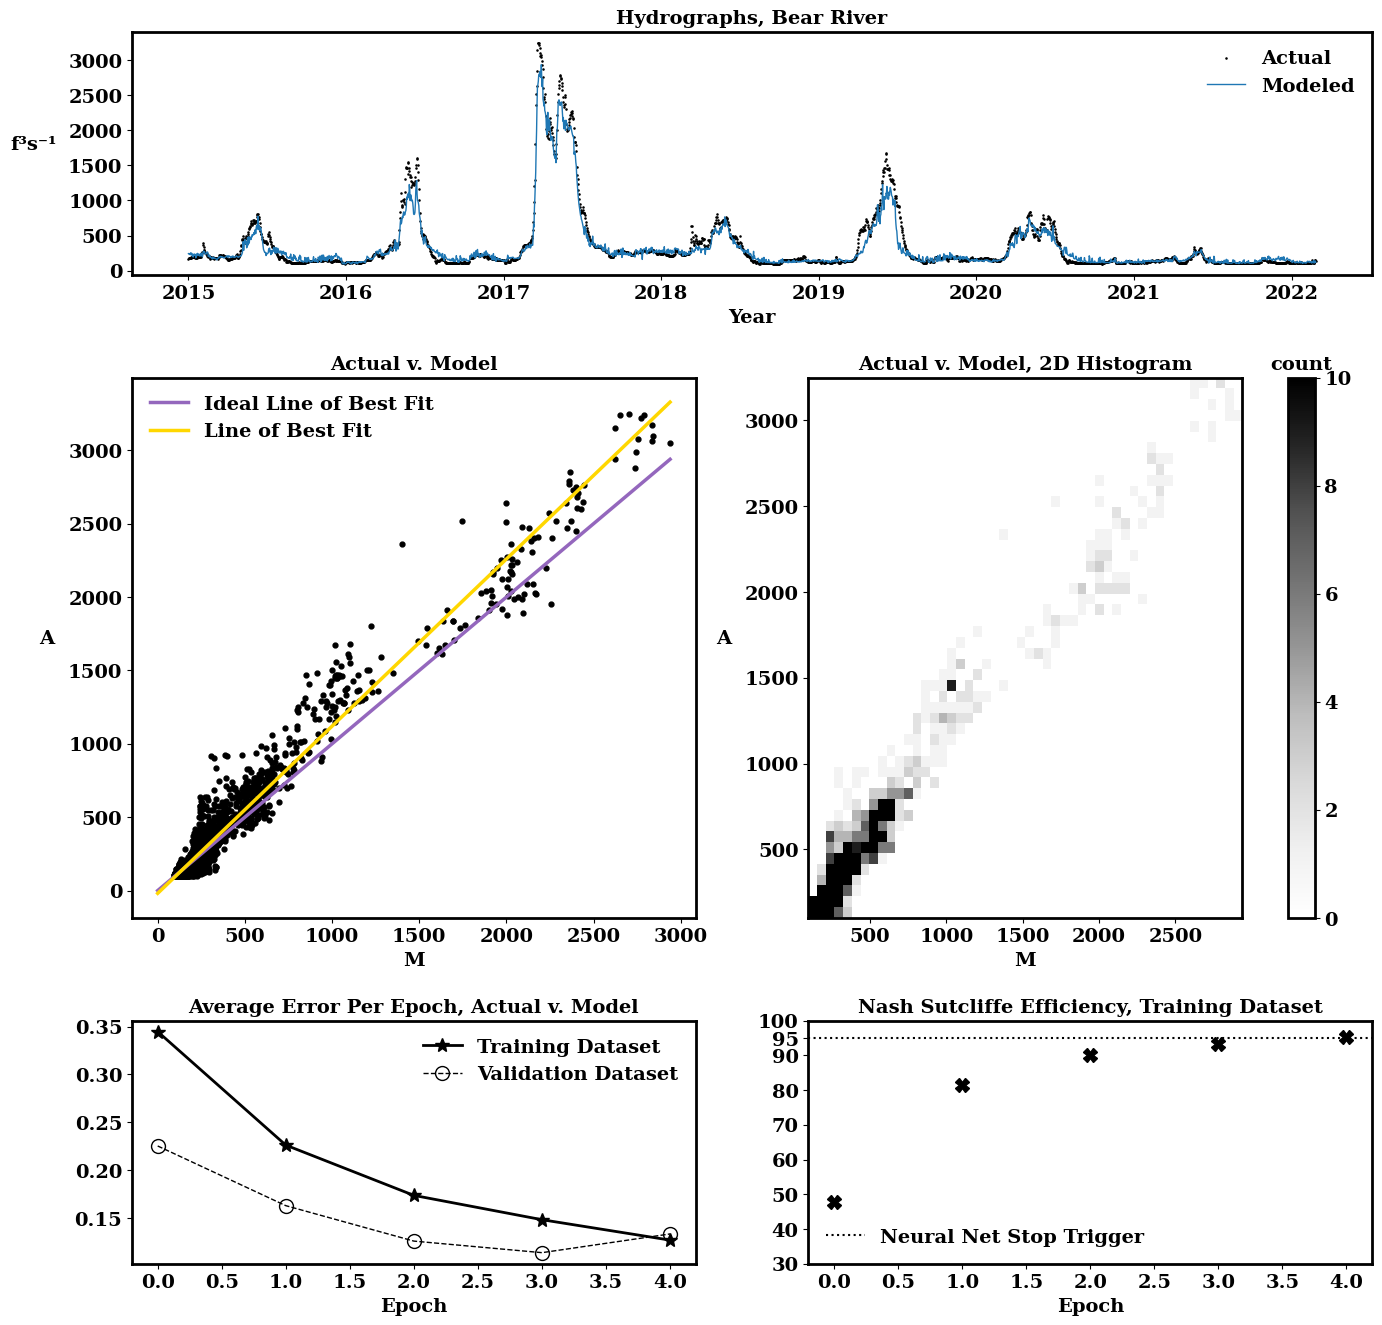 Hydrographs, Bear River
3000
2500
2000
1500
1000
500
0
f³s⁻¹
Actual
Modeled
2015 2016 2017 2018 2019 2020 2021 2022
Year
Actual v. Model
Ideal Line of Best Fit
Line of Best Fit
3000
2500
2000
1500
1000
500
0
A
0 500 1000 1500 2000 2500 3000
M
Actual v. Model, 2D Histogram
3000
2500
2000
1500
1000
500
A
500 1000 1500 2000 2500
M
count
10
8
6
4
2
0
Average Error Per Epoch, Actual v. Model
0.35
0.30
0.25
0.20
0.15
Training Dataset
Validation Dataset
0.0 0.5 1.0 1.5 2.0 2.5 3.0 3.5 4.0
Epoch
Nash Sutcliffe Efficiency, Training Dataset
100
95
90
80
70
60
50
40
30
Neural Net Stop Trigger
0.0 0.5 1.0 1.5 2.0 2.5 3.0 3.5 4.0
Epoch